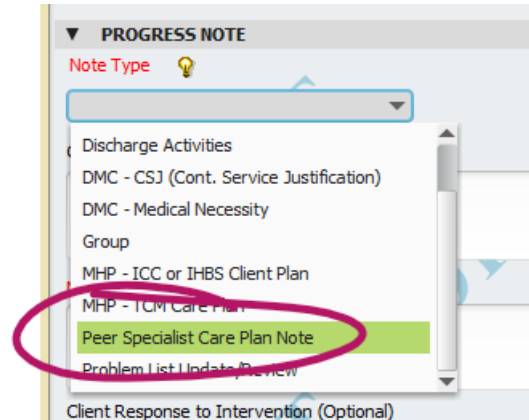 ▼ PROGRESS NOTE
Note Type
Discharge Activities
DMC - CSJ (Cont. Service Justification)
DMC - Medical Necessity
Group
MHP - ICC or IHBS Client Plan
MHP - TCM Care Plan
Peer Specialist Care Plan Note
Problem List Update/Review
Client Response to Intervention (Optional)